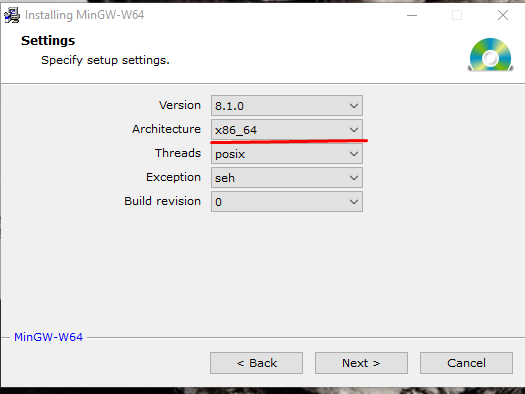 Installing MinGW-W64
Settings
Specify setup settings.
Version 8.1.0
Architecture x86_64
Threads posix
Exception seh
Build revision 0
MinGW-W64
< Back Next > Cancel